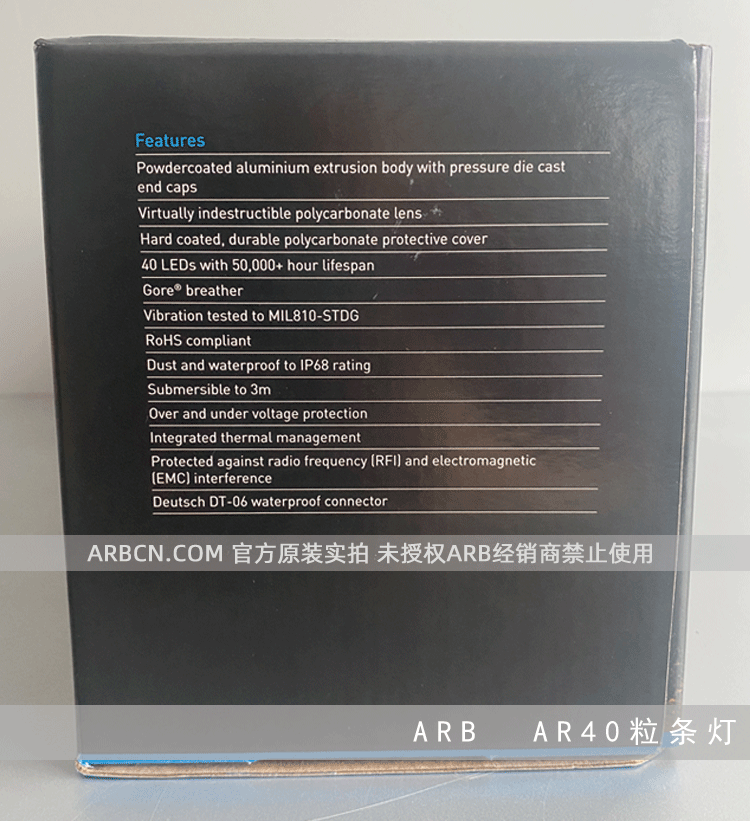 Features
Powdercoated aluminium extrusion body with pressure die cast
end caps
Virtually indestructible polycarbonate lens
Hard coated, durable polycarbonate protective cover
40 LEDs with 50,000+ hour lifespan
Gore® breather
Vibration tested to MIL810-STDG
RoHS compliant
Dust and waterproof to IP68 rating
Submersible to 3m
Over and under voltage protection
Integrated thermal management
Protected against radio frequency (RFI) and electromagnetic
(EMC) interference
Deutsch DT-06 waterproof connector
ARBCN.COM 官方原装实拍 未授权ARB经销商禁止使用
ARB AR40粒条灯